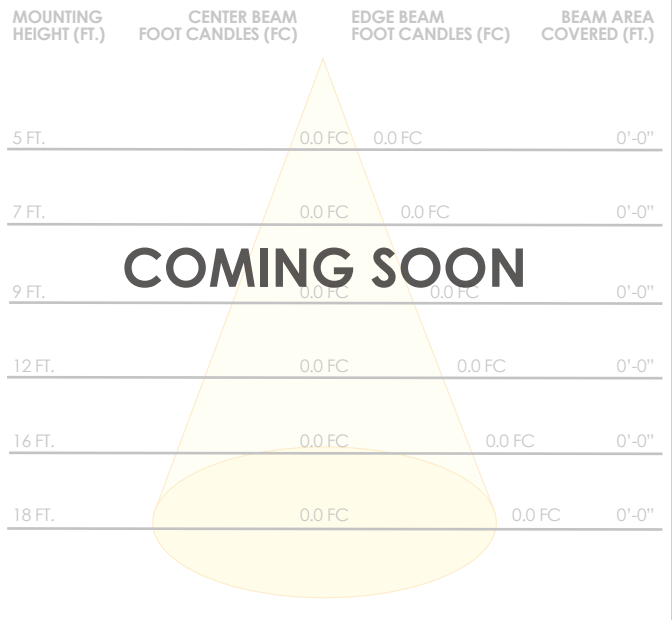 MOUNTING HEIGHT (FT.) CENTER BEAM FOOT CANDLES (FC) EDGE BEAM FOOT CANDLES (FC) BEAM AREA COVERED (FT.)
5 FT. 0.0 FC 0.0 FC 0'-0"
7 FT. 0.0 FC 0.0 FC 0'-0"
COMING SOON
9 FT. 0.0 FC 0.0 FC 0'-0"
12 FT. 0.0 FC 0.0 FC 0'-0"
16 FT. 0.0 FC 0.0 FC 0'-0"
18 FT. 0.0 FC 0.0 FC 0'-0"